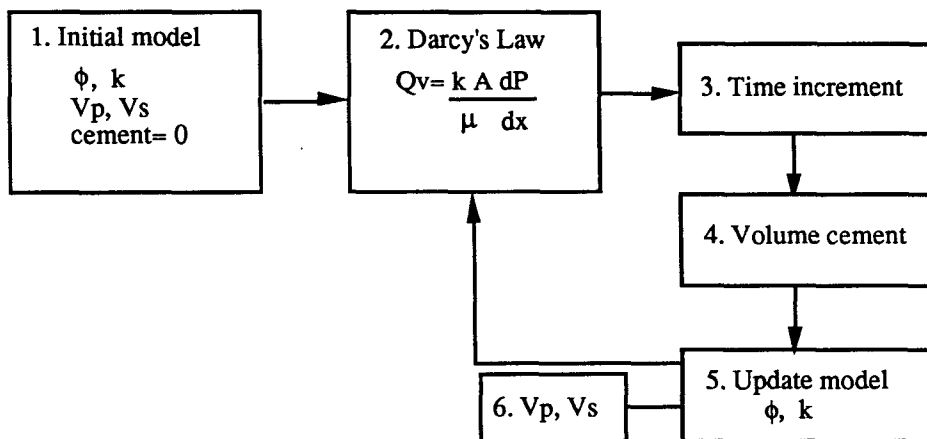 1. Initial model
ϕ, k
Vp, Vs
cement= 0
2. Darcy's Law
Qv= k A dP
μ dx
3. Time increment
4. Volume cement
5. Update model
ϕ, k
6. Vp, Vs